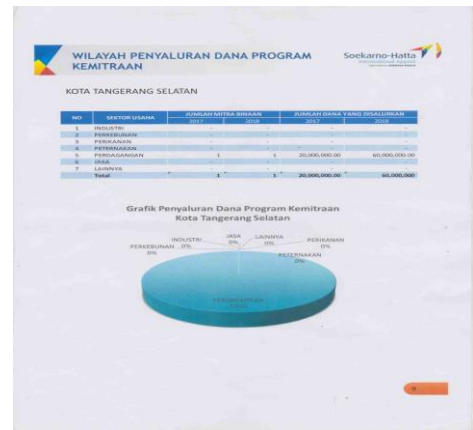 WILAYAH PENYALURAN DANA PROGRAM
KEMITRAAN
Soekarno-Hatta
International Airport
KOTA TANGERANG SELATAN
NO SEKTOR USAHA JUMLAH MITRA BINAAN JUMLAH DANA YANG DISALURKAN
2017 2018 2017 2018
1 INDUSTRI - - - -
2 PERKEBUNAN - - - -
3 PERIKANAN - - - -
4 PETERNAKAN - - - -
5 PERDAGANGAN 1 1 20,000,000.00 60,000,000.00
6 JASA - - - -
7 LAINNYA - - - -
Total 1 1 20,000,000.00 60,000,000
Grafik Penyaluran Dana Program Kemitraan
Kota Tangerang Selatan
JASA
0%
LAINNYA
0%
INDUSTRI
0%
PERIKANAN
0%
PERKEBUNAN
0%
PETERNAKAN
0%
PERDAGANGAN